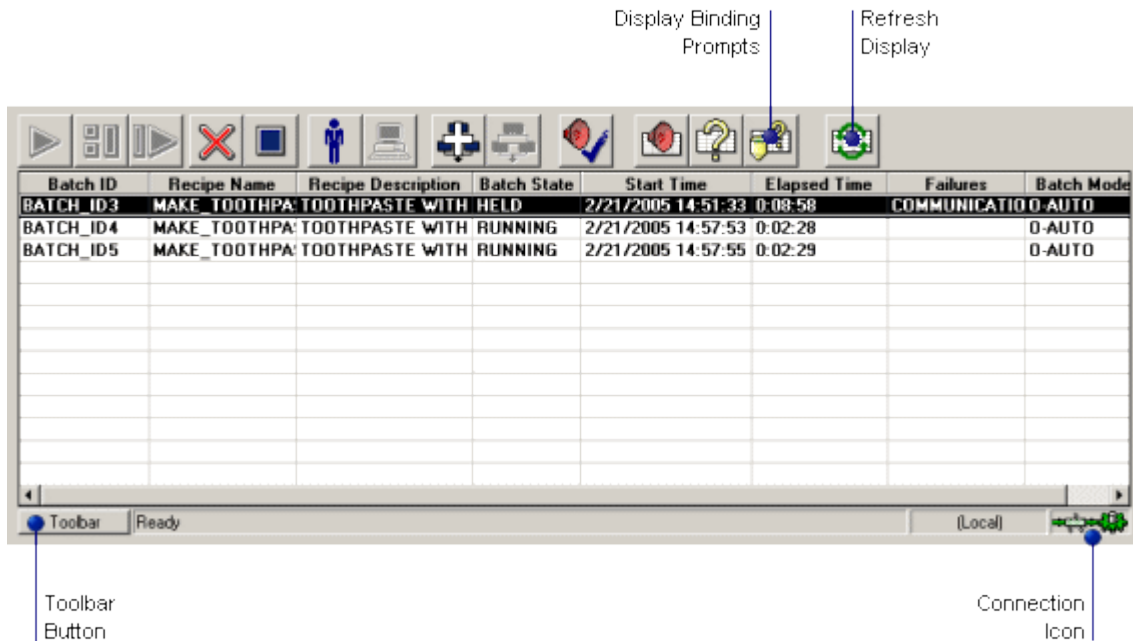 Display Binding Prompts
Refresh Display
Batch ID Recipe Name Recipe Description Batch State Start Time Elapsed Time Failures Batch Mode
BATCH_ID3 MAKE_TOOTHPA TOOTHPASTE WITH HELD 2/21/2005 14:51:33 0:08:58 COMMUNICATIO O-AUTO
BATCH_ID4 MAKE_TOOTHPA TOOTHPASTE WITH RUNNING 2/21/2005 14:57:53 0:02:28 O-AUTO
BATCH_ID5 MAKE_TOOTHPA TOOTHPASTE WITH RUNNING 2/21/2005 14:57:55 0:02:29 O-AUTO
Toolbar Ready (Local)
Toolbar Button
Connection Icon